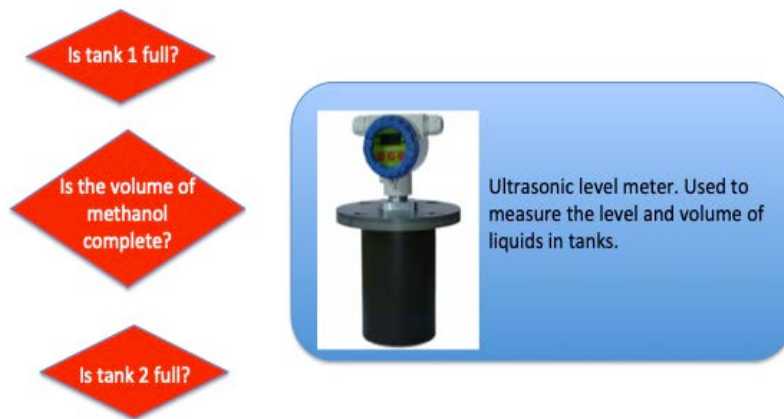 Is tank 1 full?
Is the volume of
methanol
complete?
Is tank 2 full?
Ultrasonic level meter. Used to
measure the level and volume of
liquids in tanks.